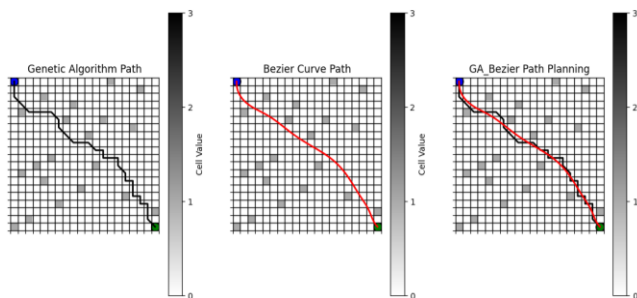 Genetic Algorithm Path
3
2
1
0
Cell Value
Bezier Curve Path
3
2
1
0
Cell Value
GA_Bezier Path Planning
3
2
1
0